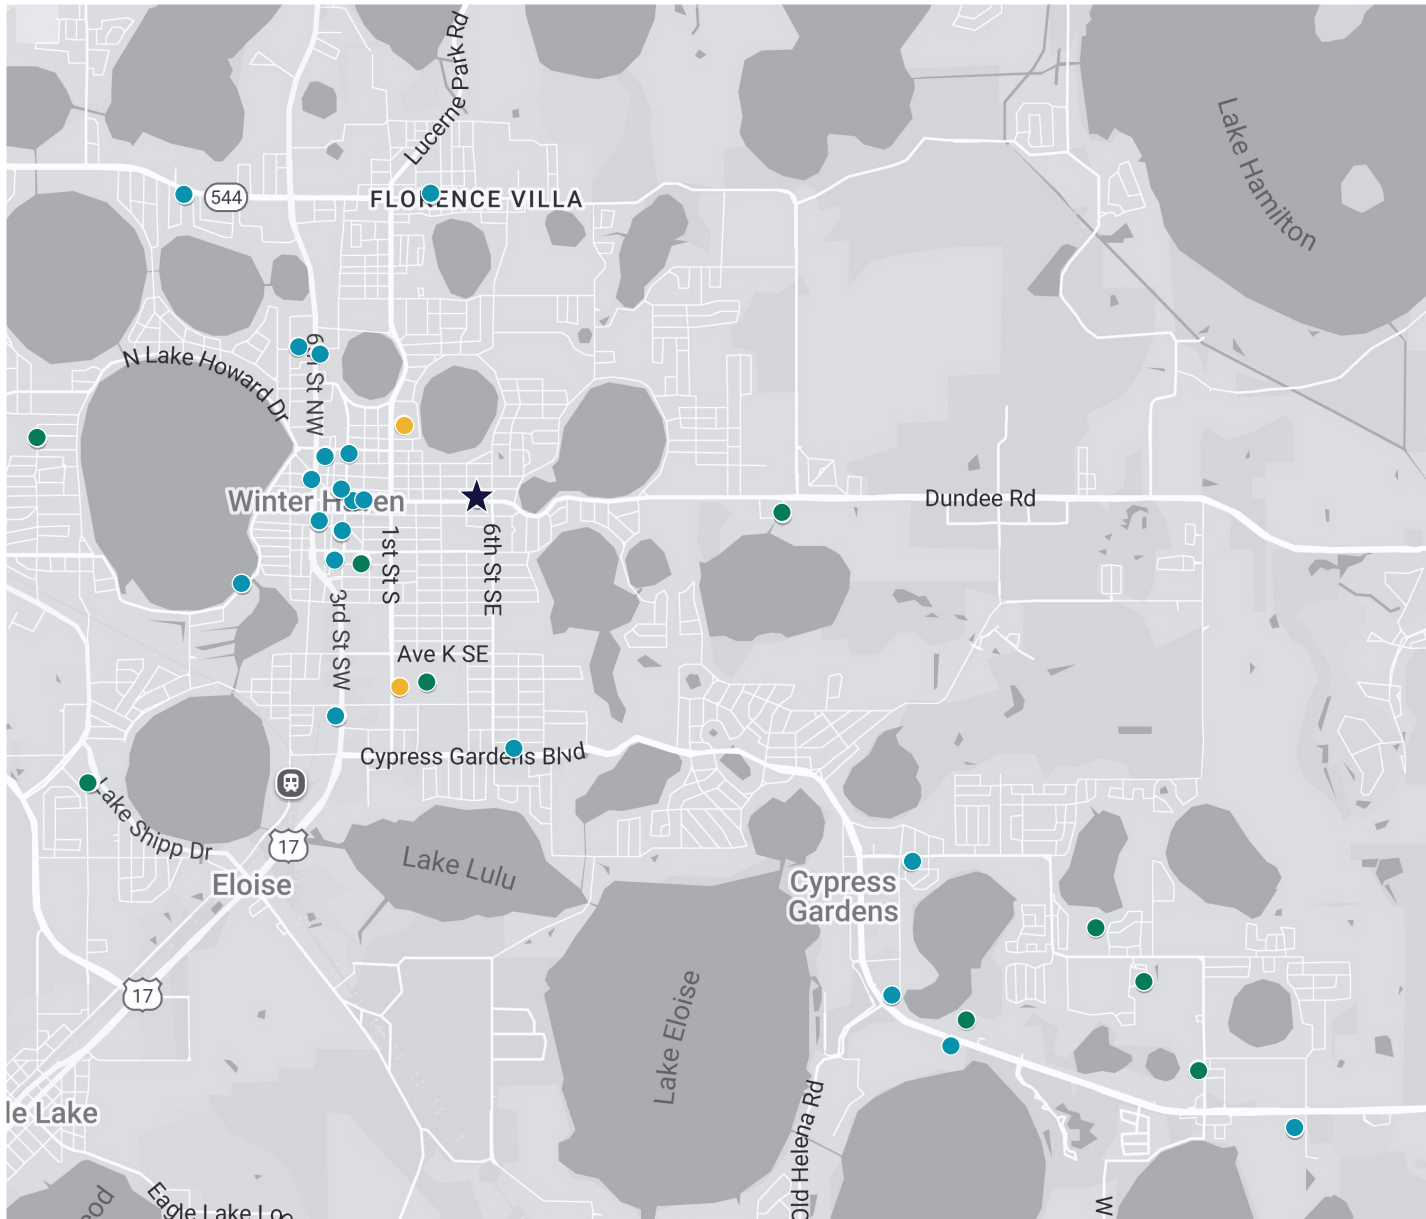 Lucerne Park Rd
Lake Hamilton
544
FLORENCE VILLA
6th St NW
N Lake Howard Dr
Winter Haven
Dundee Rd
1st St S
6th St SE
3rd St SW
Ave K SE
Cypress Gardens Blvd
Lake Shipp Dr
17
Lake Lulu
Eloise
Cypress
Gardens
17
Lake Eloise
le Lake
Old Helena Rd
Eagle Lake Loo
ood
W